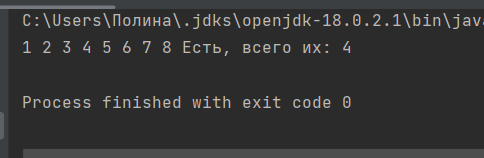 C:\Users\Полина\.jdks\openjdk-18.0.2.1\bin\java
1 2 3 4 5 6 7 8 Есть, всего их: 4
Process finished with exit code 0